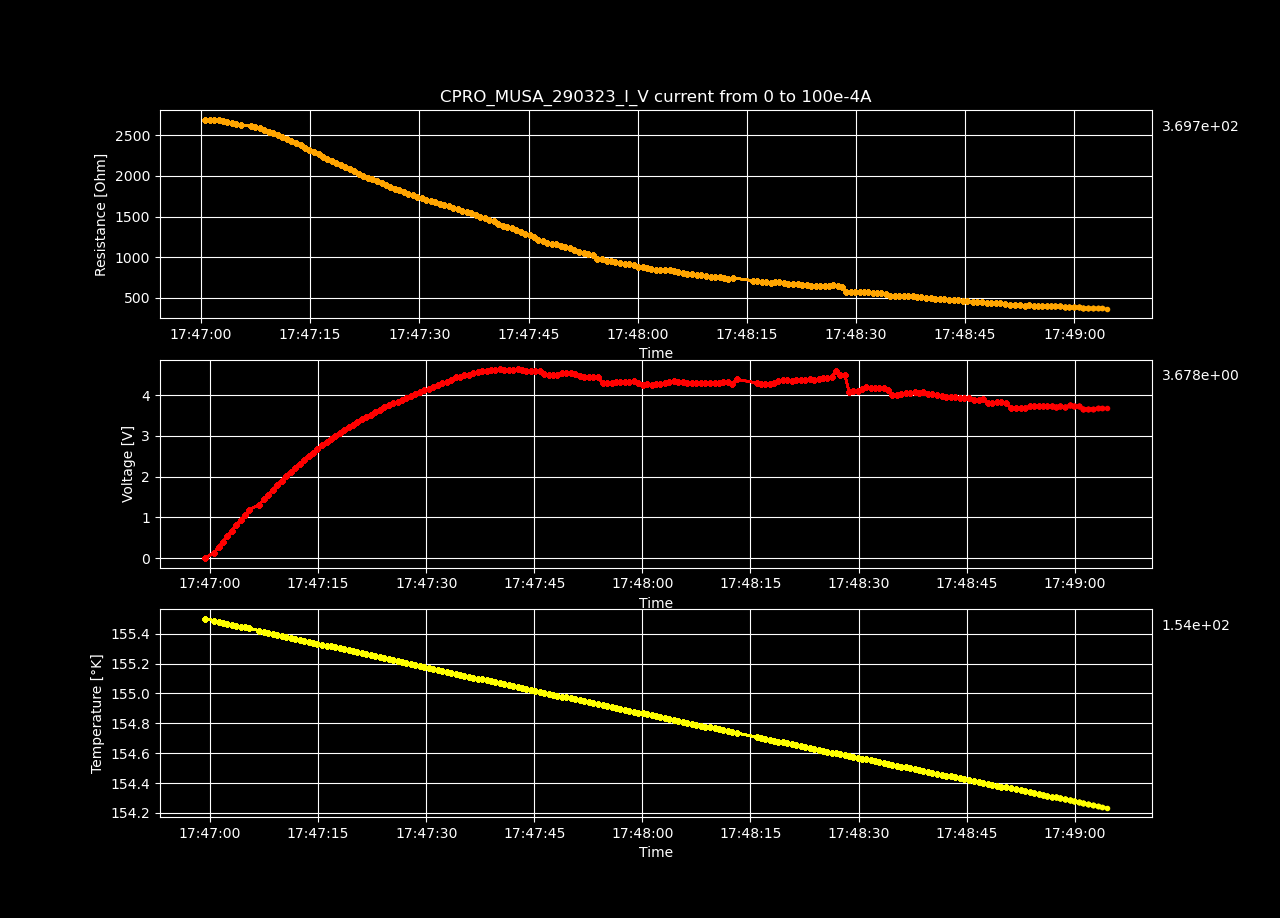 CPRO_MUSA_290323_I_V current from 0 to 100e-4A
3.697e+02
Resistance [Ohm]
2500
2000
1500
1000
500
17:47:00 17:47:15 17:47:30 17:47:45 17:48:00 17:48:15 17:48:30 17:48:45 17:49:00
Time
3.678e+00
Voltage [V]
4
3
2
1
0
17:47:00 17:47:15 17:47:30 17:47:45 17:48:00 17:48:15 17:48:30 17:48:45 17:49:00
Time
1.54e+02
Temperature [°K]
155.4
155.2
155.0
154.8
154.6
154.4
154.2
17:47:00 17:47:15 17:47:30 17:47:45 17:48:00 17:48:15 17:48:30 17:48:45 17:49:00
Time